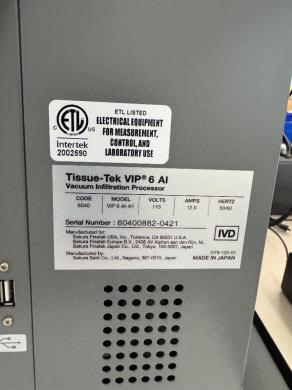 ETL LISTED
ELECTRICAL EQUIPMENT
FOR MEASUREMENT,
CONTROL, AND
LABORATORY USE
ETL
C US
Intertek
2002590
Tissue-Tek VIP® 6 AI
Vacuum Infiltration Processor
CODE MODEL VOLTS AMPS HERTZ
6040 VIP-6-AI-A1 115 12.0 50/60
Serial Number : 60400882-0421
IVD
Manufactured for:
Sakura Finetek USA, Inc., Torrance, CA 90501 U.S.A.
Sakura Finetek Europe B.V., 2408 AV Alphen aan den Rijn, NL
Sakura Finetek Japan Co., Ltd., Tokyo, 103-0007, Japan
Manufactured by:
Sakura Seiki Co., Ltd., Nagano, 387-0015, Japan
MADE IN JAPAN